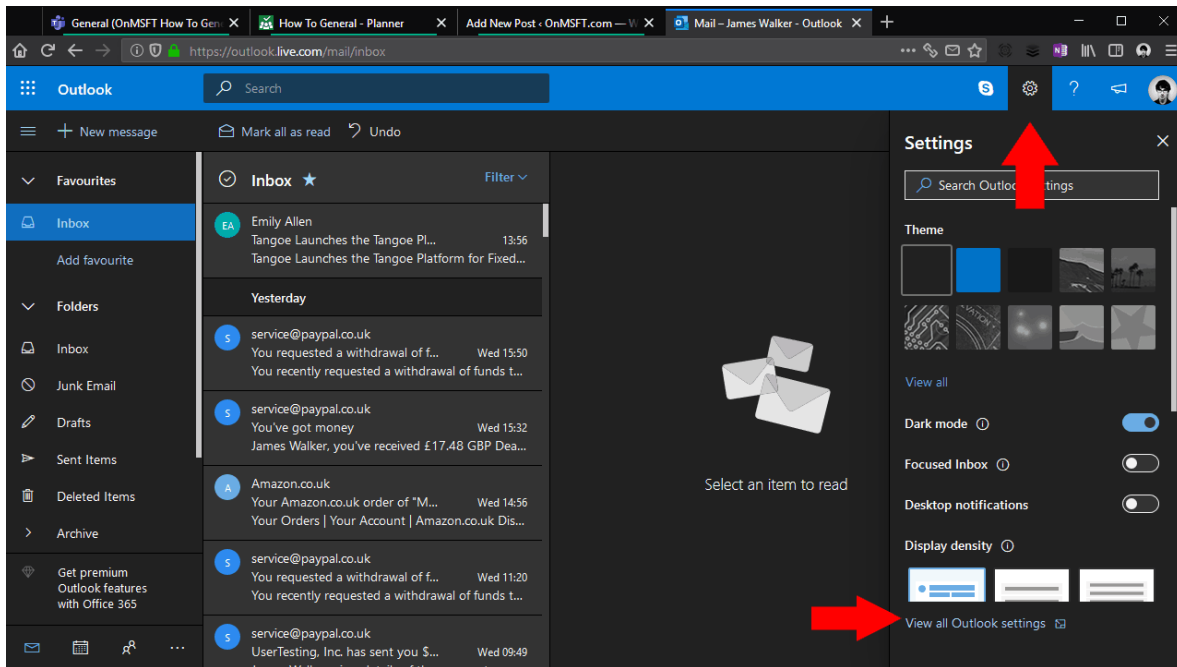 General (OnMSFT How To Gene
How To General - Planner
Add New Post ‹ OnMSFT.com — W
Mail – James Walker - Outlook
https://outlook.live.com/mail/inbox
Outlook
Search
New message
Mark all as read
Undo
Favourites
Inbox
Add favourite
Folders
Inbox
Junk Email
Drafts
Sent Items
Deleted Items
Archive
Get premium
Outlook features
with Office 365
Inbox
Filter
EA
Emily Allen
Tangoe Launches the Tangoe Pl... 13:56
Tangoe Launches the Tangoe Platform for Fixed...
Yesterday
S
service@paypal.co.uk
You requested a withdrawal of f... Wed 15:50
You recently requested a withdrawal of funds t...
S
service@paypal.co.uk
You've got money Wed 15:32
James Walker, you've received £17.48 GBP Dea...
A
Amazon.co.uk
Your Amazon.co.uk order of "M... Wed 14:56
Your Orders | Your Account | Amazon.co.uk Dis...
S
service@paypal.co.uk
You requested a withdrawal of f... Wed 11:20
You recently requested a withdrawal of funds t...
S
service@paypal.co.uk
UserTesting, Inc. has sent you $... Wed 09:49
Select an item to read
Settings
Search Outlo
tings
Theme
View all
Dark mode
Focused Inbox
Desktop notifications
Display density
View all Outlook settings